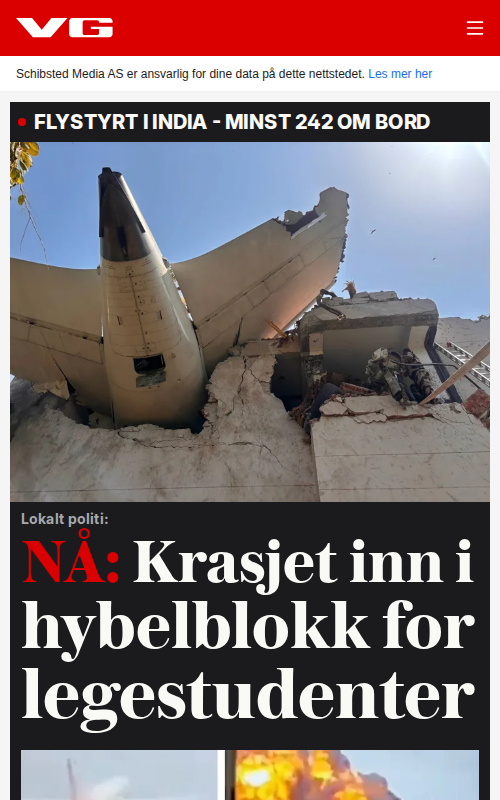 VG
Schibsted Media AS er ansvarlig for dine data på dette nettstedet. Les mer her
FLYSTYRT I INDIA - MINST 242 OM BORD
Lokalt politi:
NÅ: Krasjet inn i
hybelblokk for
legestudenter